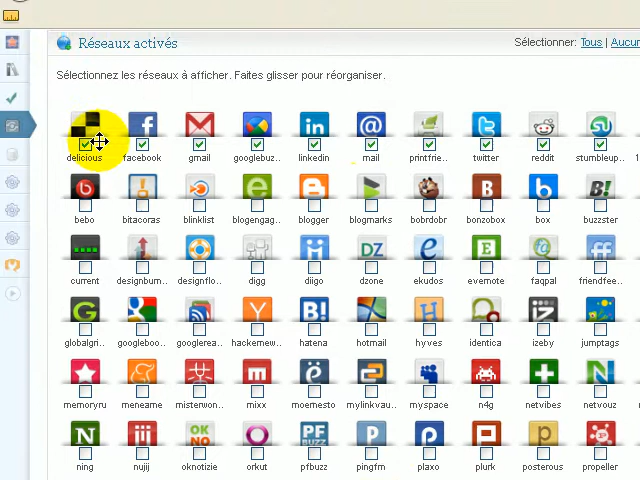 Réseaux activés
Sélectionner: Tous | Aucun
Sélectionnez les réseaux à afficher. Faites glisser pour réorganiser.
delicious facebook gmail googlebuz.. linkedin mail printfrie.. twitter reddit stumbleup..
bebo bitacoras blinklist blogengag.. blogger blogmarks bobrdobr bonzobox box buzzster
current designbum.. designflo.. digg diigo dzone ekudos evernote faqpal friendfee..
globalgri.. googleboo.. googlerea.. hackernew.. hatena hotmail hyves identica izeby jumptags
memoryru meneame misterwon.. mixx moemesto mylinkvau.. myspace n4g netvibes netvouz
ning nujij oknotizie orkut pfbuzz pingfm plaxo plurk posterous propeller